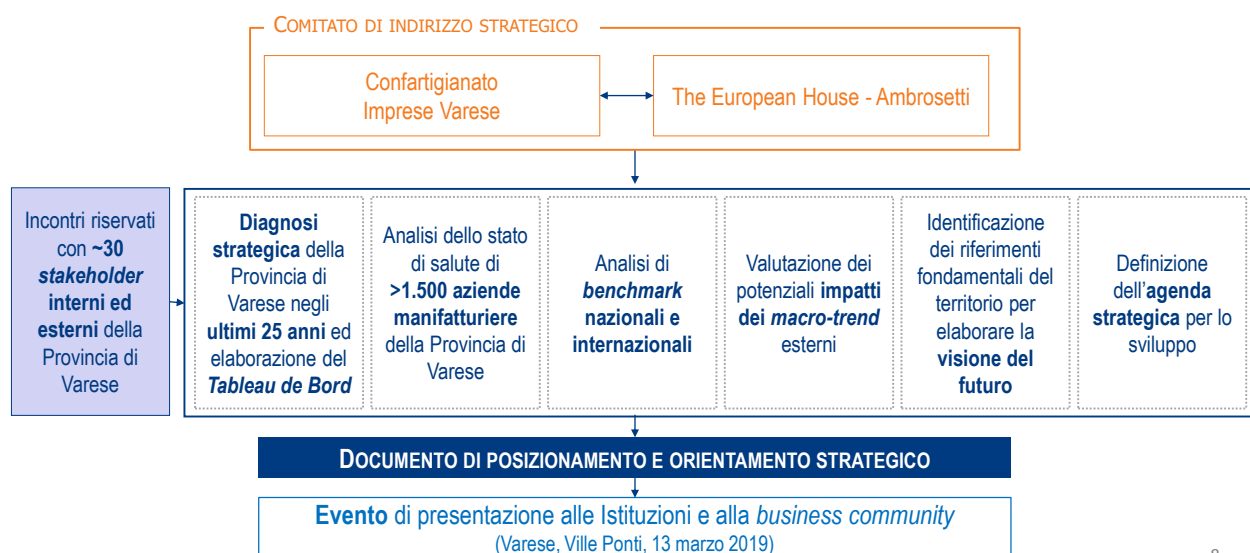 COMITATO DI INDIRIZZO STRATEGICO
Confartigianato
Imprese Varese
The European House - Ambrosetti
Incontri riservati
con ~30
stakeholder
interni ed
esterni della
Provincia di
Varese
Diagnosi
strategica della
Provincia di
Varese negli
ultimi 25 anni ed
elaborazione del
Tableau de Bord
Analisi dello stato
di salute di
>1.500 aziende
manifatturiere
della Provincia di
Varese
Analisi di
benchmark
nazionali e
internazionali
Valutazione dei
potenziali impatti
dei macro-trend
esterni
Identificazione
dei riferimenti
fondamentali del
territorio per
elaborare la
visione del
futuro
Definizione
dell'agenda
strategica per lo
sviluppo
DOCUMENTO DI POSIZIONAMENTO E ORIENTAMENTO STRATEGICO
Evento di presentazione alle Istituzioni e alla business community
(Varese, Ville Ponti, 13 marzo 2019)